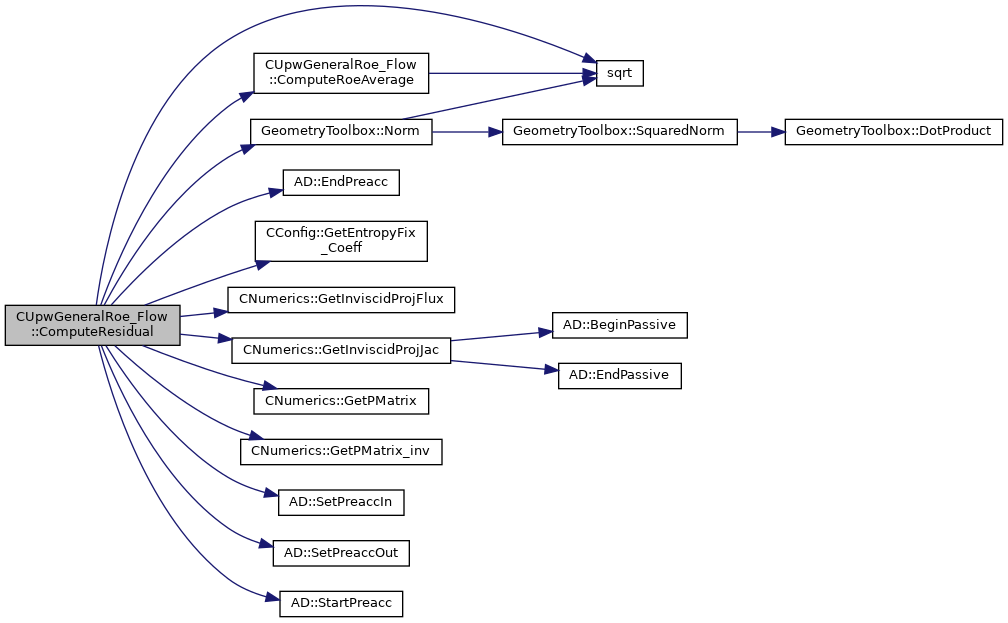 CUpwGeneralRoe_Flow
::ComputeResidual
CUpwGeneralRoe_Flow
::ComputeRoeAverage
sqrt
GeometryToolbox::Norm
GeometryToolbox::SquaredNorm
GeometryToolbox::DotProduct
AD::EndPreacc
CConfig::GetEntropyFix
_Coeff
CNumerics::GetInviscidProjFlux
CNumerics::GetInviscidProjJac
AD::BeginPassive
AD::EndPassive
CNumerics::GetPMatrix
CNumerics::GetPMatrix_inv
AD::SetPreaccIn
AD::SetPreaccOut
AD::StartPreacc